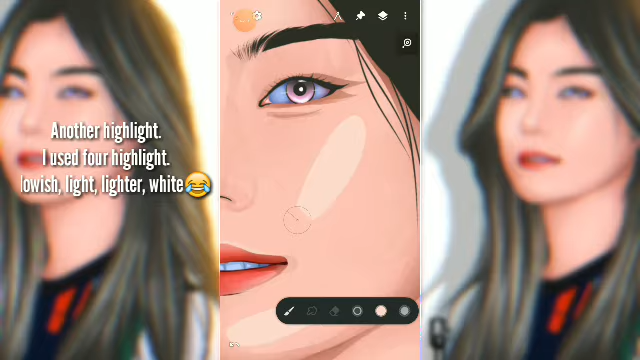 Another highlight.
I used four highlight.
lowish, light, lighter, white😂